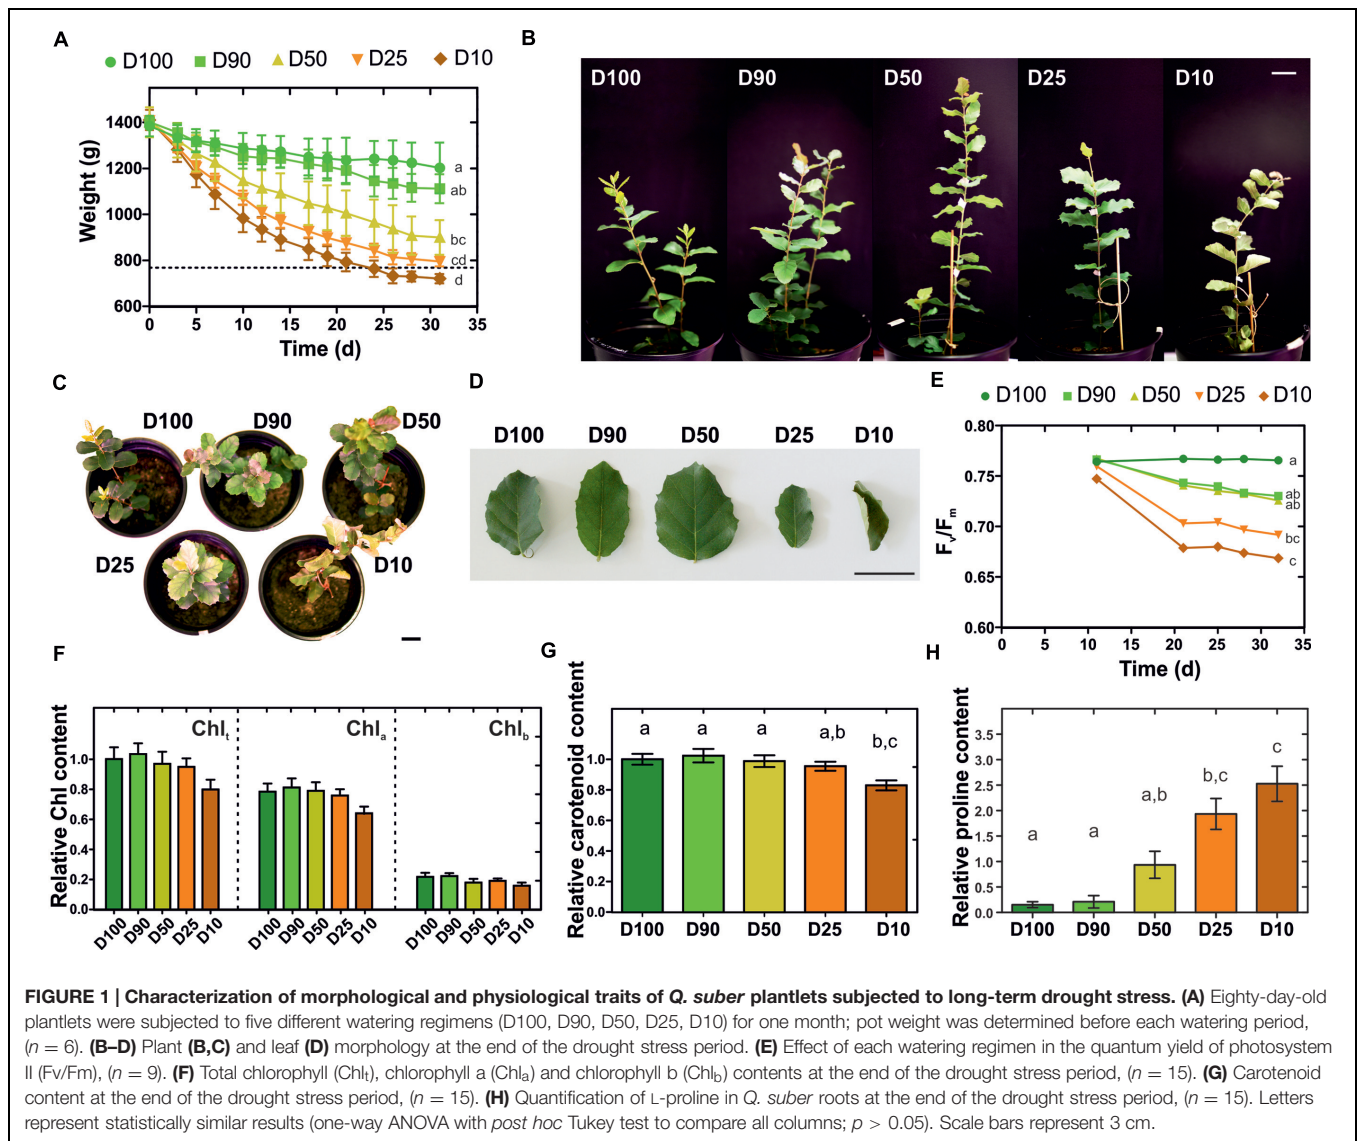 A
D100 D90 D50 D25 D10
Weight (g)
1400
1200
1000
800
600
a
ab
bc
cd
d
0 5 10 15 20 25 30 35
Time (d)
B
D100 D90 D50 D25 D10
C
D100 D90 D50
D25 D10
D
D100 D90 D50 D25 D10
E
D100 D90 D50 D25 D10
Fv/Fm
0.80
0.75
0.70
0.65
0.60
a
ab
ab
bc
c
0 5 10 15 20 25 30 35
Time (d)
F
Relative Chl content
Chlt Chla Chlb
1.0
0.8
0.6
0.4
0.2
0.0
D100 D90 D50 D25 D10 D100 D90 D50 D25 D10 D100 D90 D50 D25 D10
G
Relative carotenoid content
a a a a,b b,c
1.0
0.8
0.6
0.4
0.2
0.0
D100 D90 D50 D25 D10
H
Relative proline content
3.5
3.0
2.5
2.0
1.5
1.0
0.5
0.0
a a a,b b,c c
D100 D90 D50 D25 D10
FIGURE 1 | Characterization of morphological and physiological traits of Q. suber plantlets subjected to long-term drought stress. (A) Eighty-day-old
plantlets were subjected to five different watering regimens (D100, D90, D50, D25, D10) for one month; pot weight was determined before each watering period,
(n = 6). (B–D) Plant (B,C) and leaf (D) morphology at the end of the drought stress period. (E) Effect of each watering regimen in the quantum yield of photosystem
II (Fv/Fm), (n = 9). (F) Total chlorophyll (Chlt), chlorophyll a (Chla) and chlorophyll b (Chlb) contents at the end of the drought stress period, (n = 15). (G) Carotenoid
content at the end of the drought stress period, (n = 15). (H) Quantification of L-proline in Q. suber roots at the end of the drought stress period, (n = 15). Letters
represent statistically similar results (one-way ANOVA with post hoc Tukey test to compare all columns; p > 0.05). Scale bars represent 3 cm.